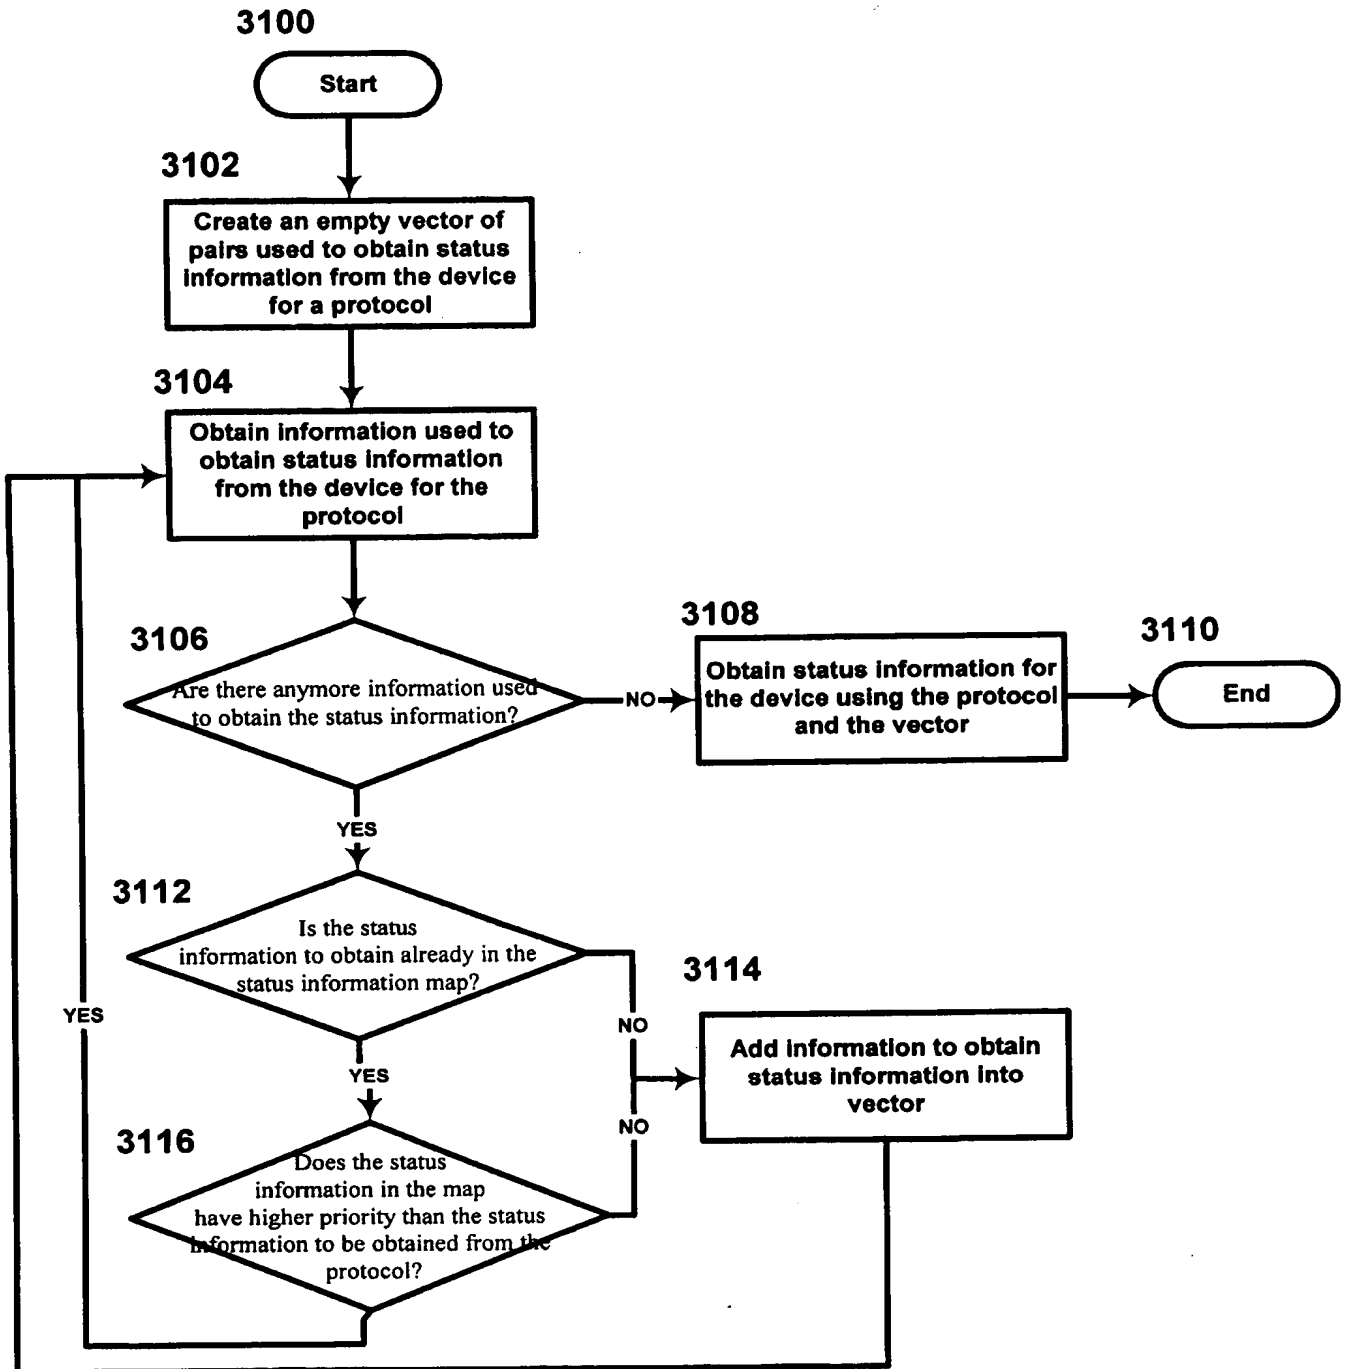 3100
Start
3102
Create an empty vector of
pairs used to obtain status
information from the device
for a protocol
3104
Obtain information used to
obtain status information
from the device for the
protocol
3106
Are there anymore information used
to obtain the status information?
NO
3108
Obtain status information for
the device using the protocol
and the vector
3110
End
YES
3112
Is the status
information to obtain already in the
status information map?
NO
3114
Add information to obtain
status information into
vector
YES
YES
3116
Does the status
information in the map
have higher priority than the status
information to be obtained from the
protocol?
NO